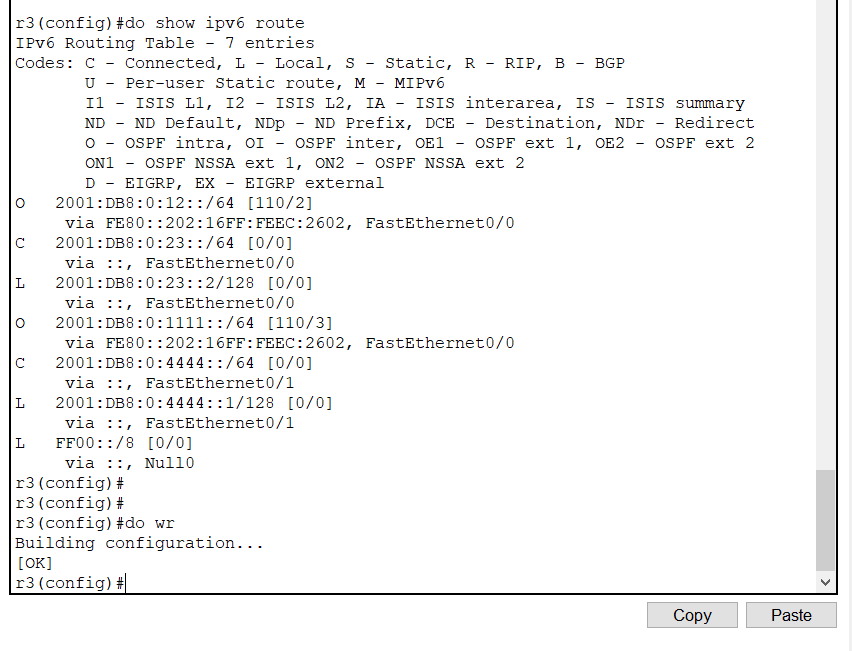 r3(config)#do show ipv6 route
IPv6 Routing Table - 7 entries
Codes: C - Connected, L - Local, S - Static, R - RIP, B - BGP
       U - Per-user Static route, M - MIPv6
       I1 - ISIS L1, I2 - ISIS L2, IA - ISIS interarea, IS - ISIS summary
       ND - ND Default, NDp - ND Prefix, DCE - Destination, NDr - Redirect
       O - OSPF intra, OI - OSPF inter, OE1 - OSPF ext 1, OE2 - OSPF ext 2
       ON1 - OSPF NSSA ext 1, ON2 - OSPF NSSA ext 2
       D - EIGRP, EX - EIGRP external
O   2001:DB8:0:12::/64 [110/2]
     via FE80::202:16FF:FEEC:2602, FastEthernet0/0
C   2001:DB8:0:23::/64 [0/0]
     via ::, FastEthernet0/0
L   2001:DB8:0:23::2/128 [0/0]
     via ::, FastEthernet0/0
O   2001:DB8:0:1111::/64 [110/3]
     via FE80::202:16FF:FEEC:2602, FastEthernet0/0
C   2001:DB8:0:4444::/64 [0/0]
     via ::, FastEthernet0/1
L   2001:DB8:0:4444::1/128 [0/0]
     via ::, FastEthernet0/1
L   FF00::/8 [0/0]
     via ::, Null0
r3(config)#
r3(config)#
r3(config)#do wr
Building configuration...
[OK]
r3(config)#
Copy Paste